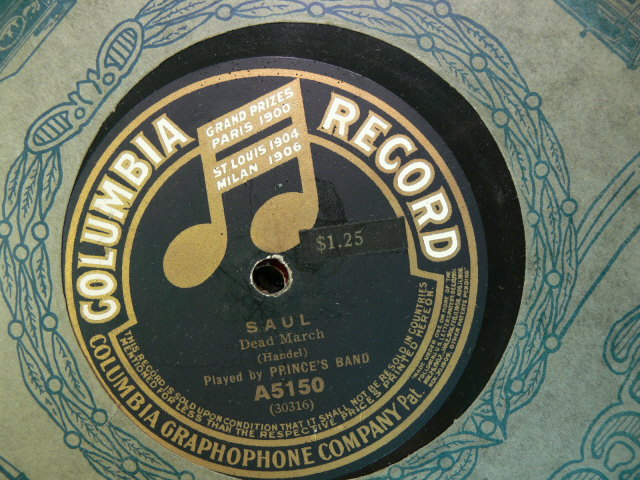 COLUMBIA RECORD
GRAND PRIZES
PARIS 1900
ST LOUIS 1904
MILAN 1906
$1.25
SAUL
Dead March
(Handel)
Played by PRINCE'S BAND
A5150
(30316)
THIS RECORD IS SOLD UPON CONDITION THAT IT SHALL NOT BE RESOLD IN COUNTRIES
MENTIONED FOR LESS THAN THE RESPECTIVE PRICES PRINTED HEREON.
COLUMBIA GRAPHOPHONE COMPANY Pat.